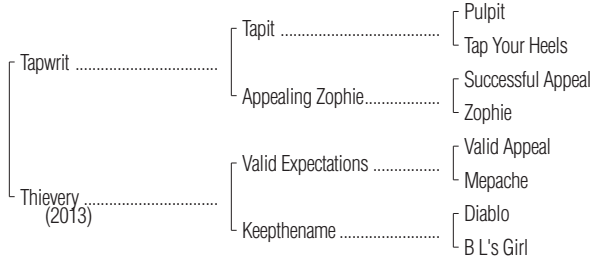 Pulpit
Tapit ................................
Tap Your Heels
Tapwrit ................................
Successful Appeal
Appealing Zophie..................
Zophie
Valid Appeal
Valid Expectations ................
Mepache
Thievery ................................
(2013)
Diablo
Keepthename ........................
B L's Girl